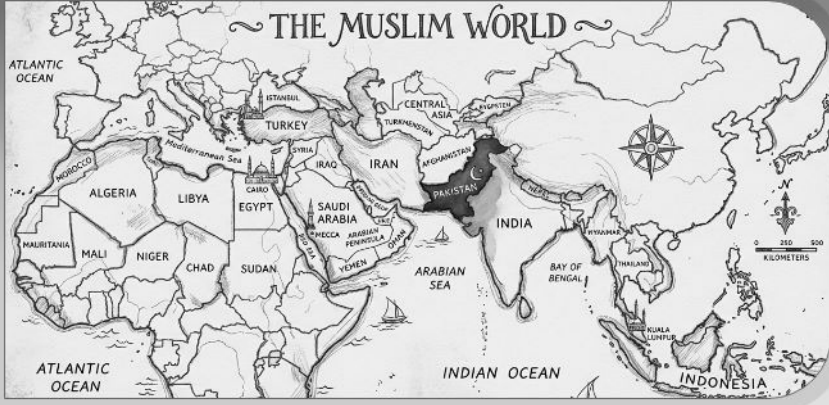 ~ THE MUSLIM WORLD ~
ATLANTIC
OCEAN
ISTANBUL
TURKEY
CENTRAL
ASIA
TURKMENISTAN
Mediterranean Sea
SYRIA
IRAQ
IRAN
AFGHANISTAN
PAKISTAN
MOROCCO
ALGERIA
LIBYA
CAIRO
EGYPT
SAUDI
ARABIA
MECCA
ARABIAN
PENINSULA
OMAN
YEMEN
RED SEA
NEPAL
INDIA
MYANMAR
THAILAND
N
0 250 500
KILOMETERS
MAURITANIA
MALI
NIGER
CHAD
SUDAN
ARABIAN
SEA
BAY OF
BENGAL
KUALA
LUMPUR
ATLANTIC
OCEAN
INDIAN OCEAN
INDONESIA